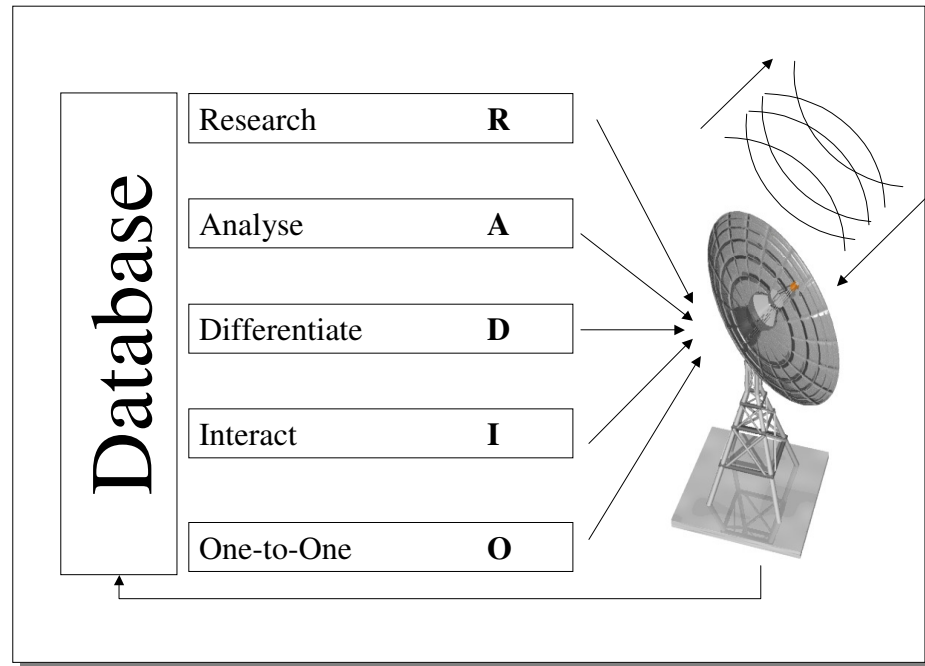 Database
Research R
Analyse A
Differentiate D
Interact I
One-to-One O